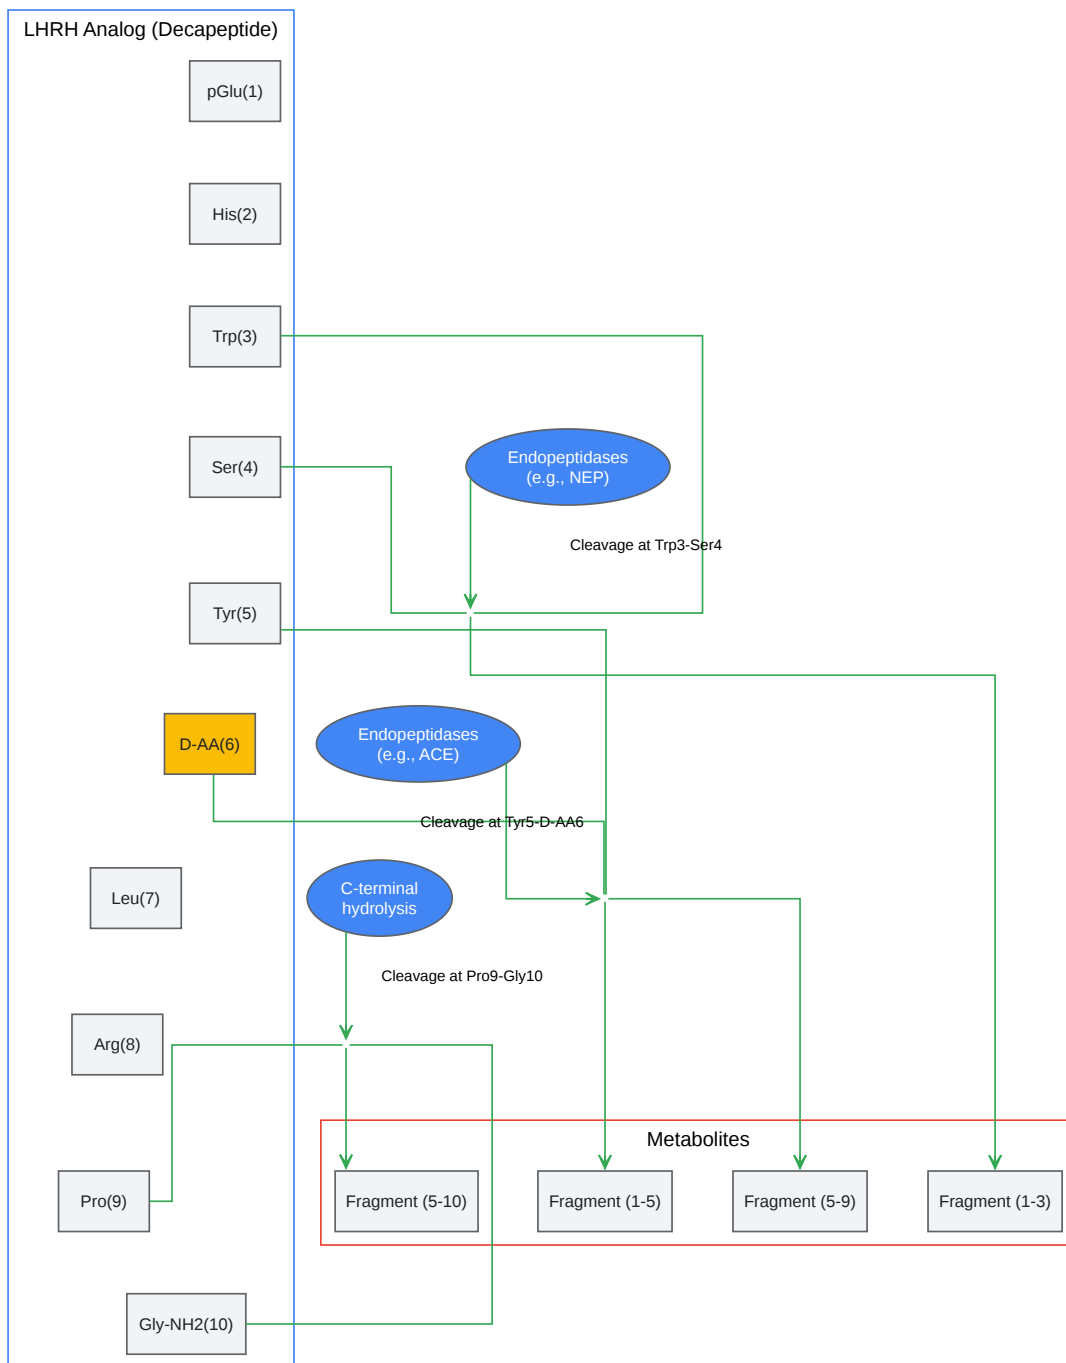 LHRH Analog (Decapeptide)
pGlu(1)
His(2)
Trp(3)
Ser(4)
Endopeptidases
(e.g., NEP)
Cleavage at Trp3-Ser4
Tyr(5)
D-AA(6)
Endopeptidases
(e.g., ACE)
Cleavage at Tyr5-D-AA6
Leu(7)
C-terminal
hydrolysis
Cleavage at Pro9-Gly10
Arg(8)
Metabolites
Pro(9)
Fragment (5-10)
Fragment (1-5)
Fragment (5-9)
Fragment (1-3)
Gly-NH2(10)